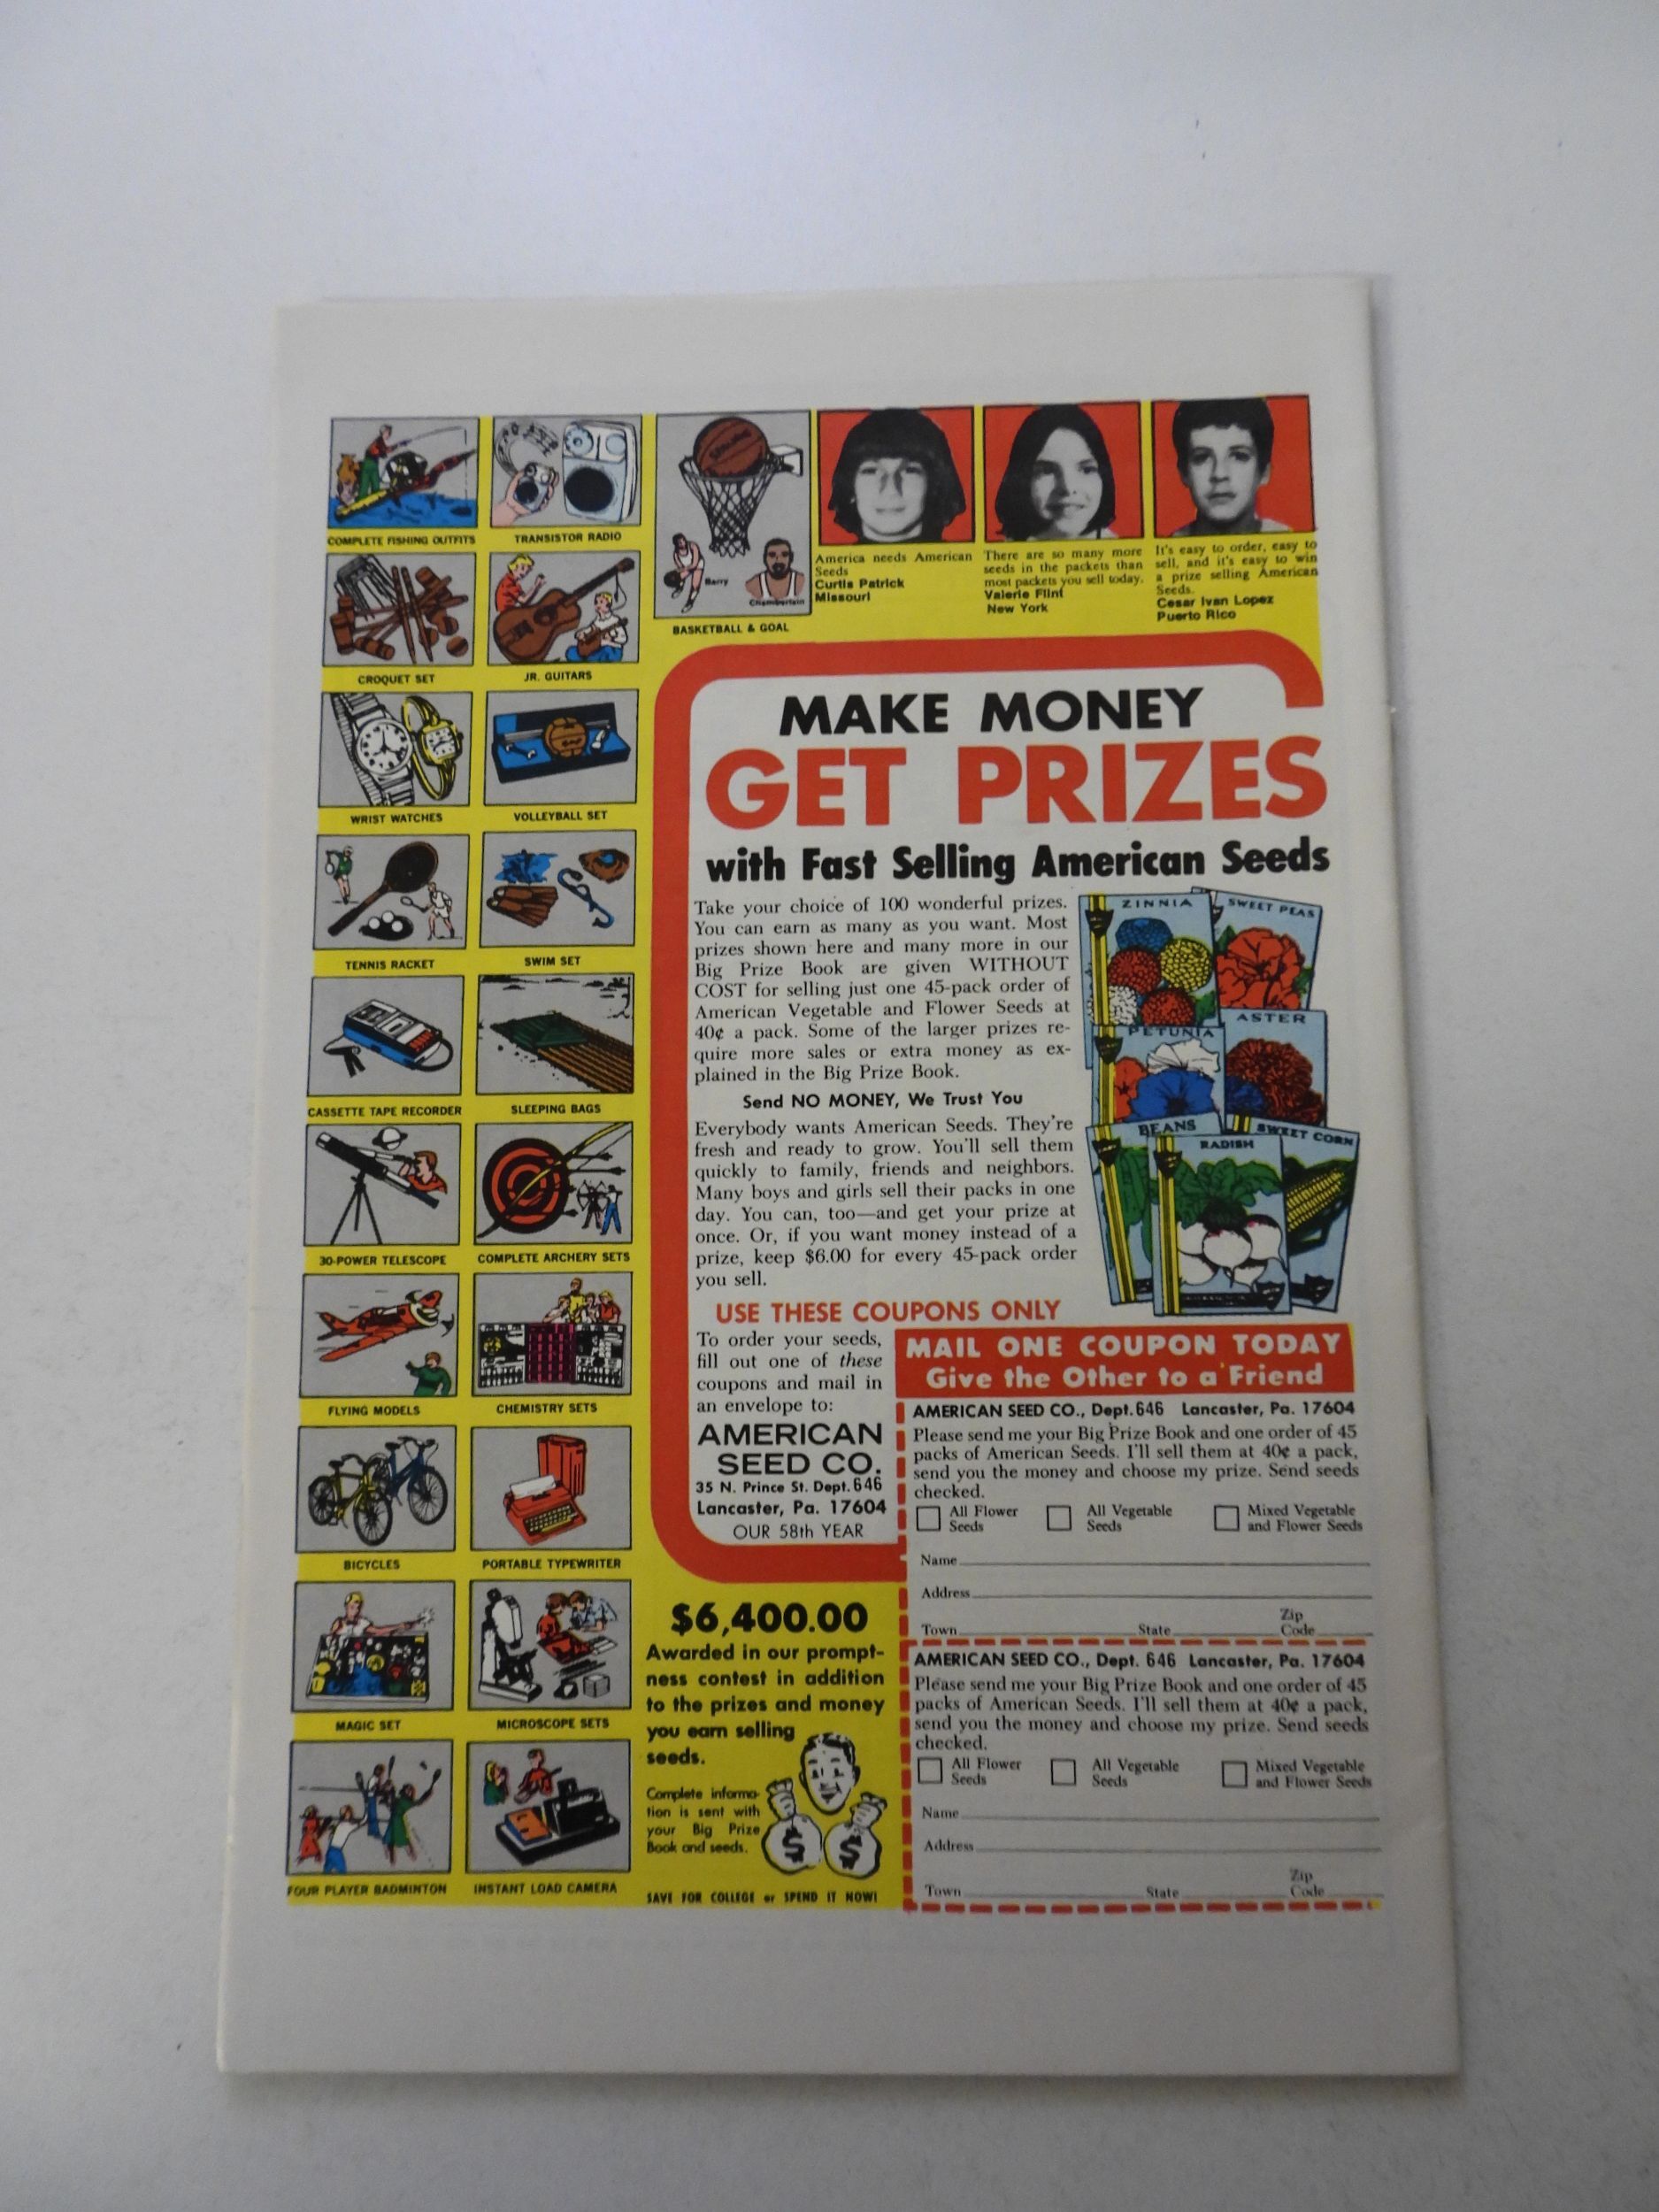 COMPLETE FISHING OUTFITS
TRANSISTOR RADIO
CROQUET SET
JR. GUITARS
WRIST WATCHES
VOLLEYBALL SET
TENNIS RACKET
SWIM SET
CASSETTE TAPE RECORDER
SLEEPING BAGS
30-POWER TELESCOPE
COMPLETE ARCHERY SETS
FLYING MODELS
CHEMISTRY SETS
BICYCLES
PORTABLE TYPEWRITER
MAGIC SET
MICROSCOPE SETS
FOUR PLAYER BADMINTON
INSTANT LOAD CAMERA
SPALDING
Barry
Chamberlain
BASKETBALL & GOAL
America needs American
Seeds
Curtis Patrick
Missouri
There are so many more
seeds in the packets than
most packets you sell today.
Valerie Flint
New York
It's easy to order, easy to
sell, and it's easy to win
a prize selling American
Seeds.
Cesar Ivan Lopez
Puerto Rico
MAKE MONEY
GET PRIZES
with Fast Selling American Seeds
Take your choice of 100 wonderful prizes.
You can earn as many as you want. Most
prizes shown here and many more in our
Big Prize Book are given WITHOUT
COST for selling just one 45-pack order of
American Vegetable and Flower Seeds at
40¢ a pack. Some of the larger prizes re-
quire more sales or extra money as ex-
plained in the Big Prize Book.
Send NO MONEY, We Trust You
Everybody wants American Seeds. They're
fresh and ready to grow. You'll sell them
quickly to family, friends and neighbors.
Many boys and girls sell their packs in one
day. You can, too—and get your prize at
once. Or, if you want money instead of a
prize, keep $6.00 for every 45-pack order
you sell.
ZINNIA
SWEET PEAS
PETUNIA
ASTER
BEANS
RADISH
SWEET CORN
USE THESE COUPONS ONLY
To order your seeds,
fill out one of these
coupons and mail in
an envelope to:
AMERICAN
SEED CO.
35 N. Prince St. Dept. 646
Lancaster, Pa. 17604
OUR 58th YEAR
MAIL ONE COUPON TODAY
Give the Other to a Friend
AMERICAN SEED CO., Dept. 646 Lancaster, Pa. 17604
Please send me your Big Prize Book and one order of 45
packs of American Seeds. I'll sell them at 40¢ a pack,
send you the money and choose my prize. Send seeds
checked.
All Flower
Seeds
All Vegetable
Seeds
Mixed Vegetable
and Flower Seeds
Name
Address
Town State Zip
Code
AMERICAN SEED CO., Dept. 646 Lancaster, Pa. 17604
Please send me your Big Prize Book and one order of 45
packs of American Seeds. I'll sell them at 40¢ a pack,
send you the money and choose my prize. Send seeds
checked.
All Flower
Seeds
All Vegetable
Seeds
Mixed Vegetable
and Flower Seeds
Name
Address
Town State Zip
Code
$6,400.00
Awarded in our prompt-
ness contest in addition
to the prizes and money
you earn selling
seeds.
Complete informa-
tion is sent with
your Big Prize
Book and seeds.
$ $
SAVE FOR COLLEGE or SPEND IT NOW!